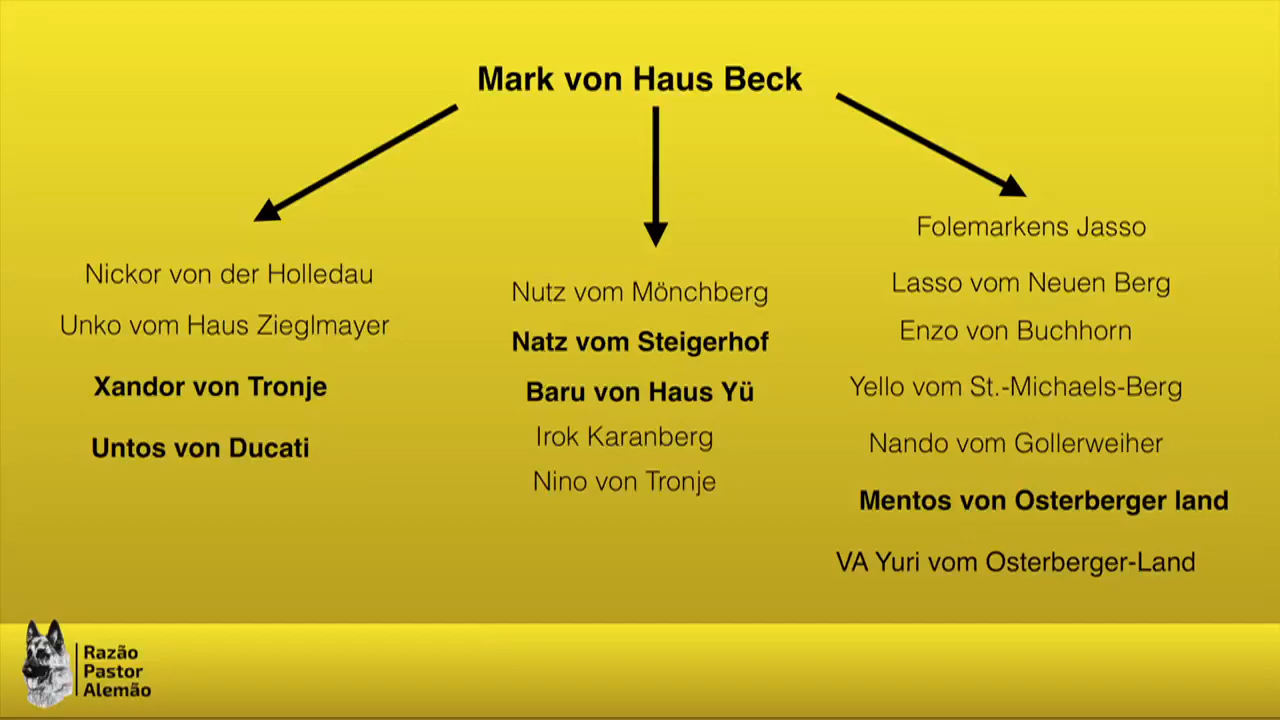 Mark von Haus Beck
Nickor von der Holledau
Unko vom Haus Zieglmayer
Xandor von Tronje
Untos von Ducati
Nutz vom Mönchberg
Natz vom Steigerhof
Baru von Haus Yü
Irok Karanberg
Nino von Tronje
Folemarkens Jasso
Lasso vom Neuen Berg
Enzo von Buchhorn
Yello vom St.-Michaels-Berg
Nando vom Gollerweiher
Mentos von Osterberger land
VA Yuri vom Osterberger-Land
Razão
Pastor
Alemão